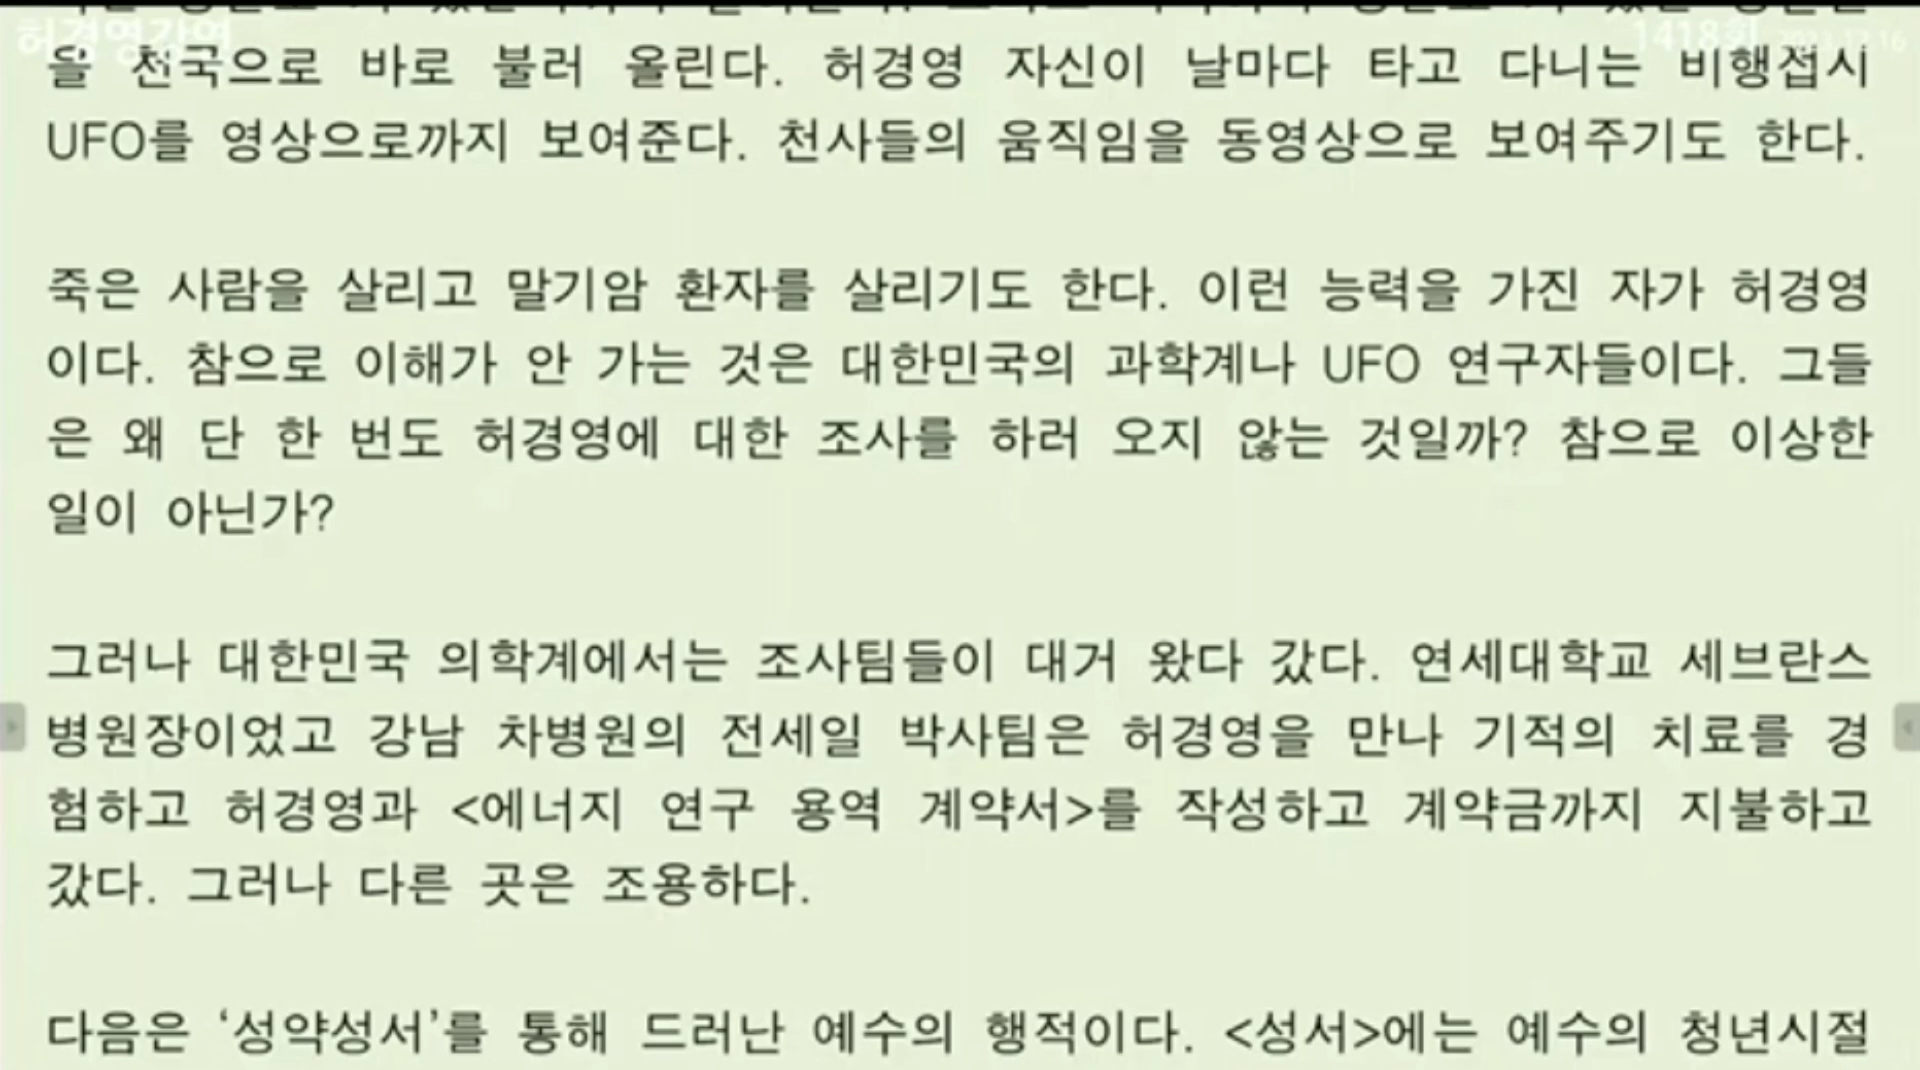 허경영강연
1418회 2023.12.16
을 천국으로 바로 불러 올린다. 허경영 자신이 날마다 타고 다니는 비행접시
UFO를 영상으로까지 보여준다. 천사들의 움직임을 동영상으로 보여주기도 한다.
죽은 사람을 살리고 말기암 환자를 살리기도 한다. 이런 능력을 가진 자가 허경영
이다. 참으로 이해가 안 가는 것은 대한민국의 과학계나 UFO 연구자들이다. 그들
은 왜 단 한 번도 허경영에 대한 조사를 하러 오지 않는 것일까? 참으로 이상한
일이 아닌가?
그러나 대한민국 의학계에서는 조사팀들이 대거 왔다 갔다. 연세대학교 세브란스
병원장이었고 강남 차병원의 전세일 박사팀은 허경영을 만나 기적의 치료를 경
험하고 허경영과 <에너지 연구 용역 계약서>를 작성하고 계약금까지 지불하고
갔다. 그러나 다른 곳은 조용하다.
다음은 ‘성약성서’를 통해 드러난 예수의 행적이다. <성서>에는 예수의 청년시절